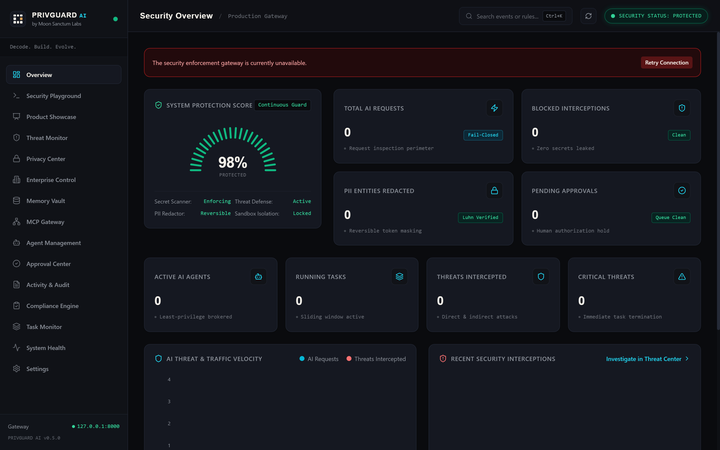 PRIVGUARD AI
by Mison Sanctum Labs
Decode. Build. Evolve.
Overview
Security Playground
Product Showcase
Threat Monitor
Privacy Center
Enterprise Control
Memory Vault
MCP Gateway
Agent Management
Approval Center
Activity & Audit
Compliance Engine
Task Monitor
System Health
Settings
Gateway
127.0.0.1:8000
PRIVGUARD AI v0.3.0
Security Overview / Production Gateway
Search events or rules... Ctrl+K
SECURITY STATUS: PROTECTED
The security enforcement gateway is currently unavailable.
Retry Connection
SYSTEM PROTECTION SCORE Continuous Guard
98%
PROTECTED
Secret Scanner: Enforcing Threat Defense: Active
PII Redactor: Reversible Sandbox Isolation: Locked
TOTAL AI REQUESTS
0
Fail-Closed
Request inspection perimeter
BLOCKED INTERCEPTIONS
0
Clean
Zero secrets leaked
PII ENTITIES REDACTED
0
Luhn Verified
Reversible token masking
PENDING APPROVALS
0
Queue Clean
Human authorization hold
ACTIVE AI AGENTS
0
Least-privilege brokered
RUNNING TASKS
0
Sliding window active
THREATS INTERCEPTED
0
Direct & indirect attacks
CRITICAL THREATS
0
Immediate task termination
AI THREAT & TRAFFIC VELOCITY
AI Requests Threats Intercepted
4
3
2
1
RECENT SECURITY INTERCEPTIONS
Investigate in Threat Center